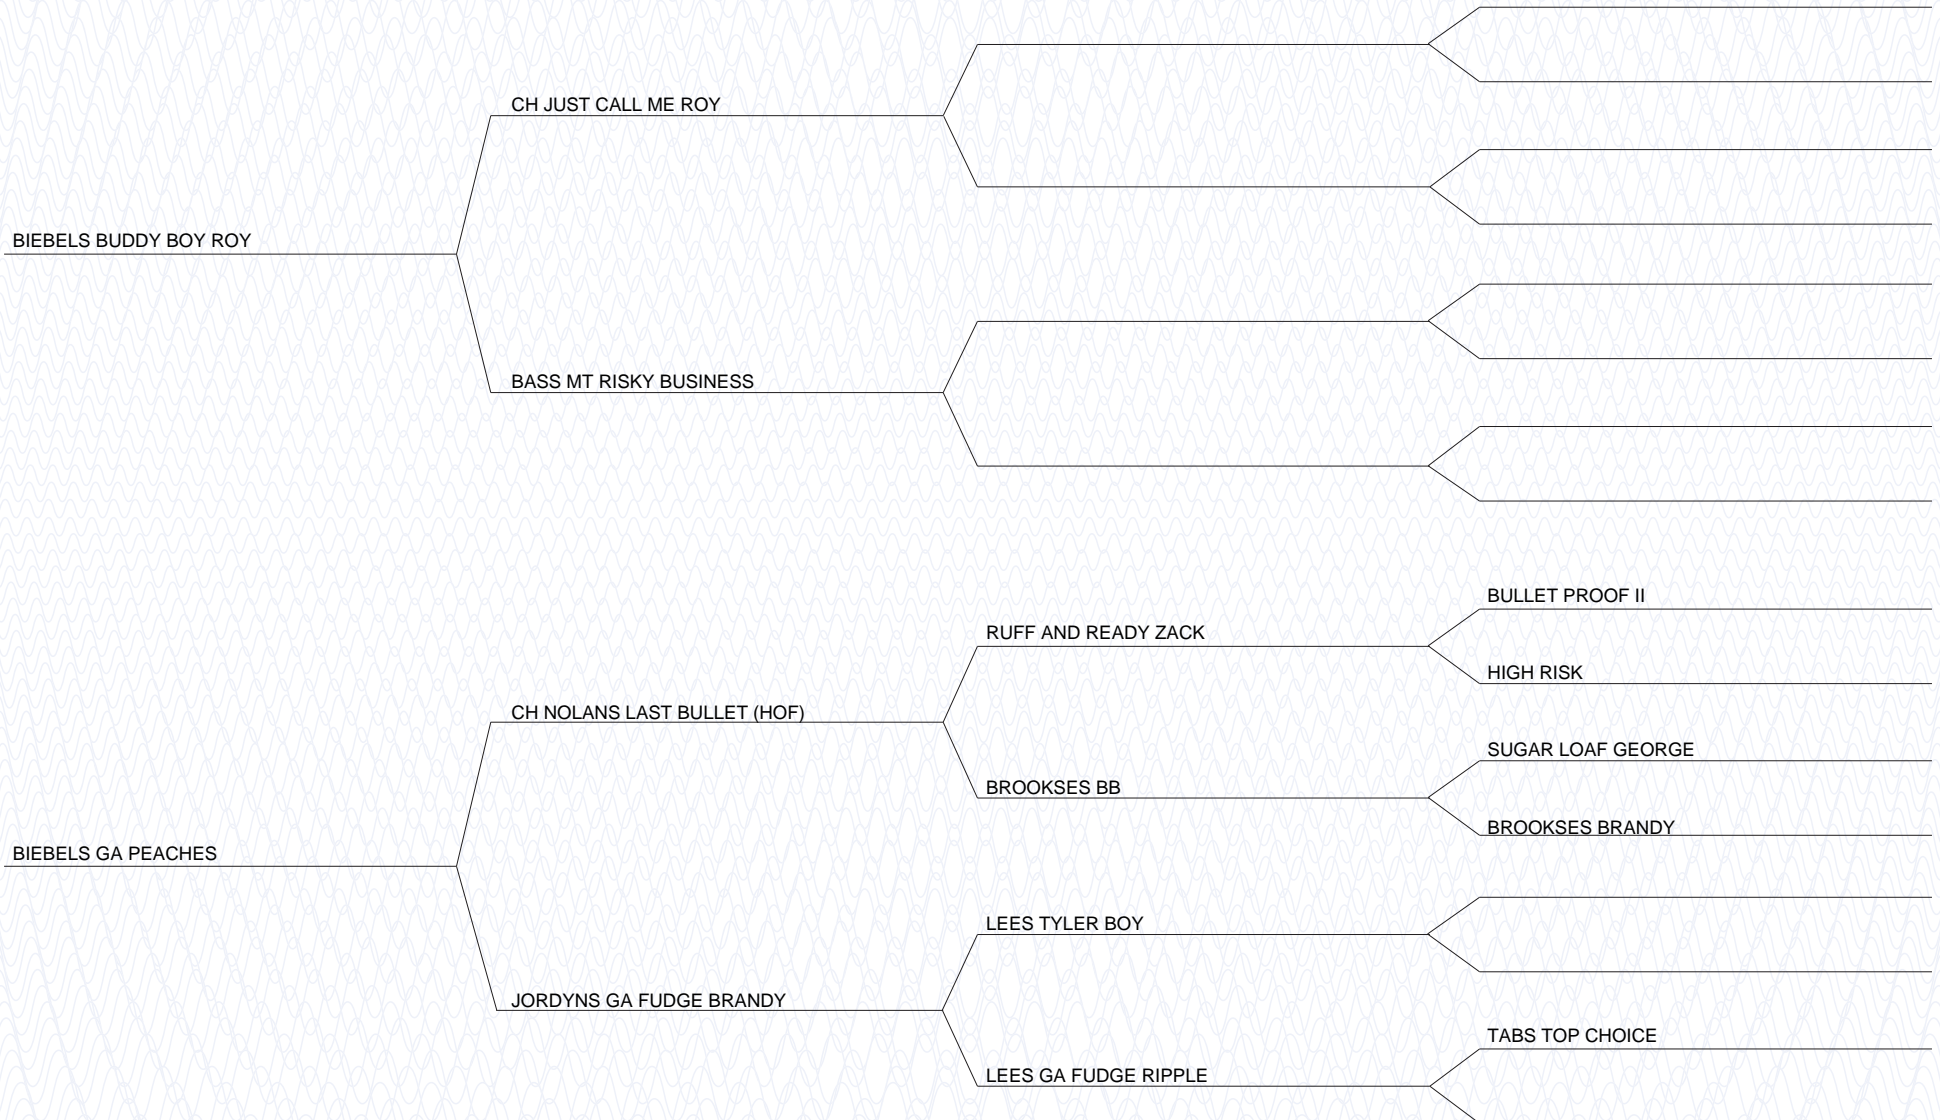 CH JUST CALL ME ROY
BIEBELS BUDDY BOY ROY
BASS MT RISKY BUSINESS
BULLET PROOF II
RUFF AND READY ZACK
HIGH RISK
CH NOLANS LAST BULLET (HOF)
SUGAR LOAF GEORGE
BROOKSES BB
BROOKSES BRANDY
BIEBELS GA PEACHES
LEES TYLER BOY
JORDYNS GA FUDGE BRANDY
TABS TOP CHOICE
LEES GA FUDGE RIPPLE